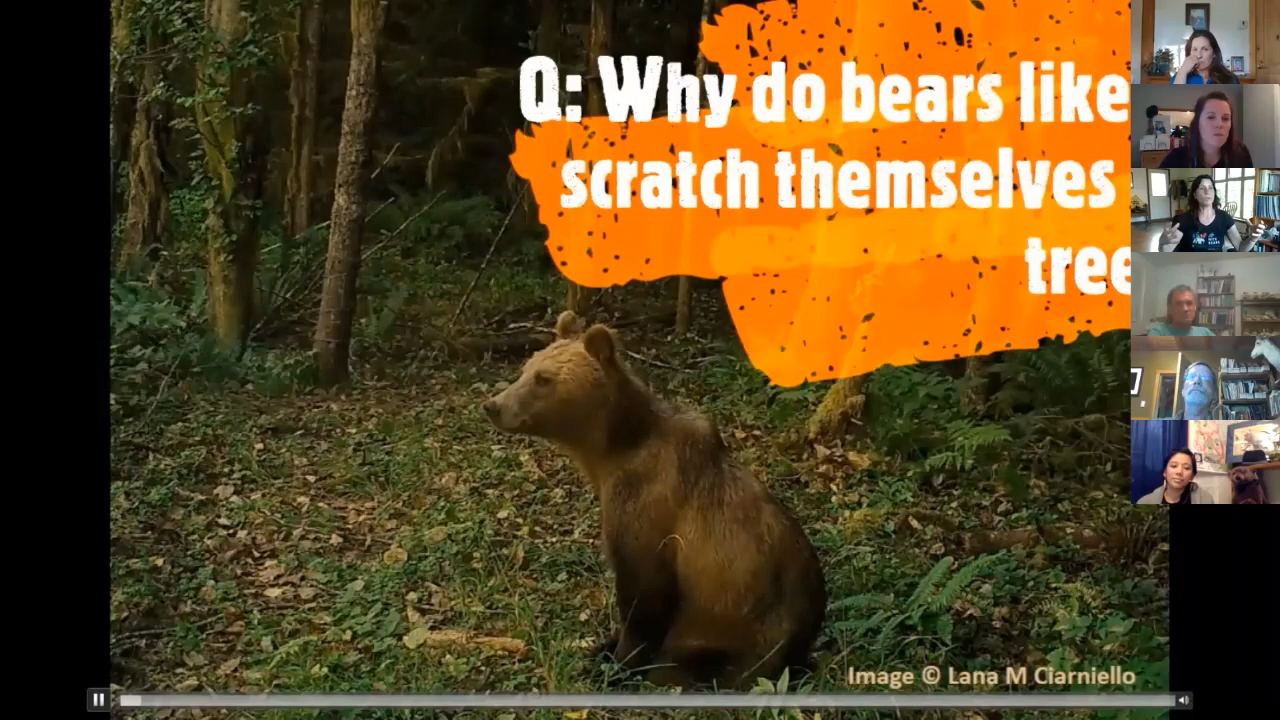 Q: Why do bears like
scratch themselves
tree
Image © Lana M Ciarniello